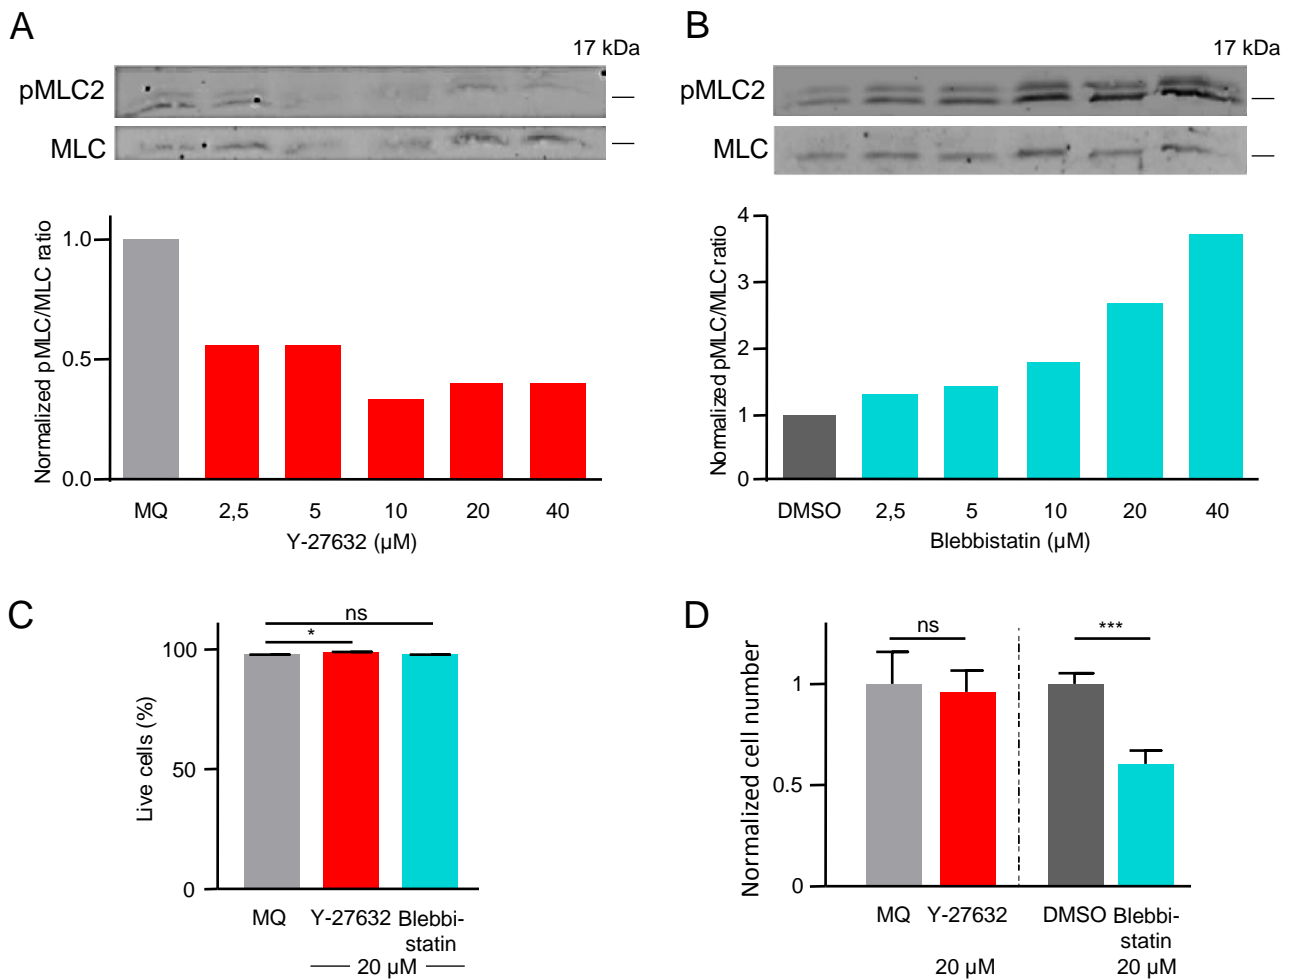 A
17 kDa
pMLC2
MLC
Normalized pMLC/MLC ratio
1.0
0.5
0.0
MQ 2,5 5 10 20 40
Y-27632 (µM)
B
17 kDa
pMLC2
MLC
Normalized pMLC/MLC ratio
4
3
2
1
0
DMSO 2,5 5 10 20 40
Blebbistatin (µM)
C
ns
*
Live cells (%)
100
50
0
MQ Y-27632 Blebbi-
statin
20 µM
D
ns ***
Normalized cell number
1
0.5
0
MQ Y-27632 DMSO Blebbi-
statin
20 µM 20 µM